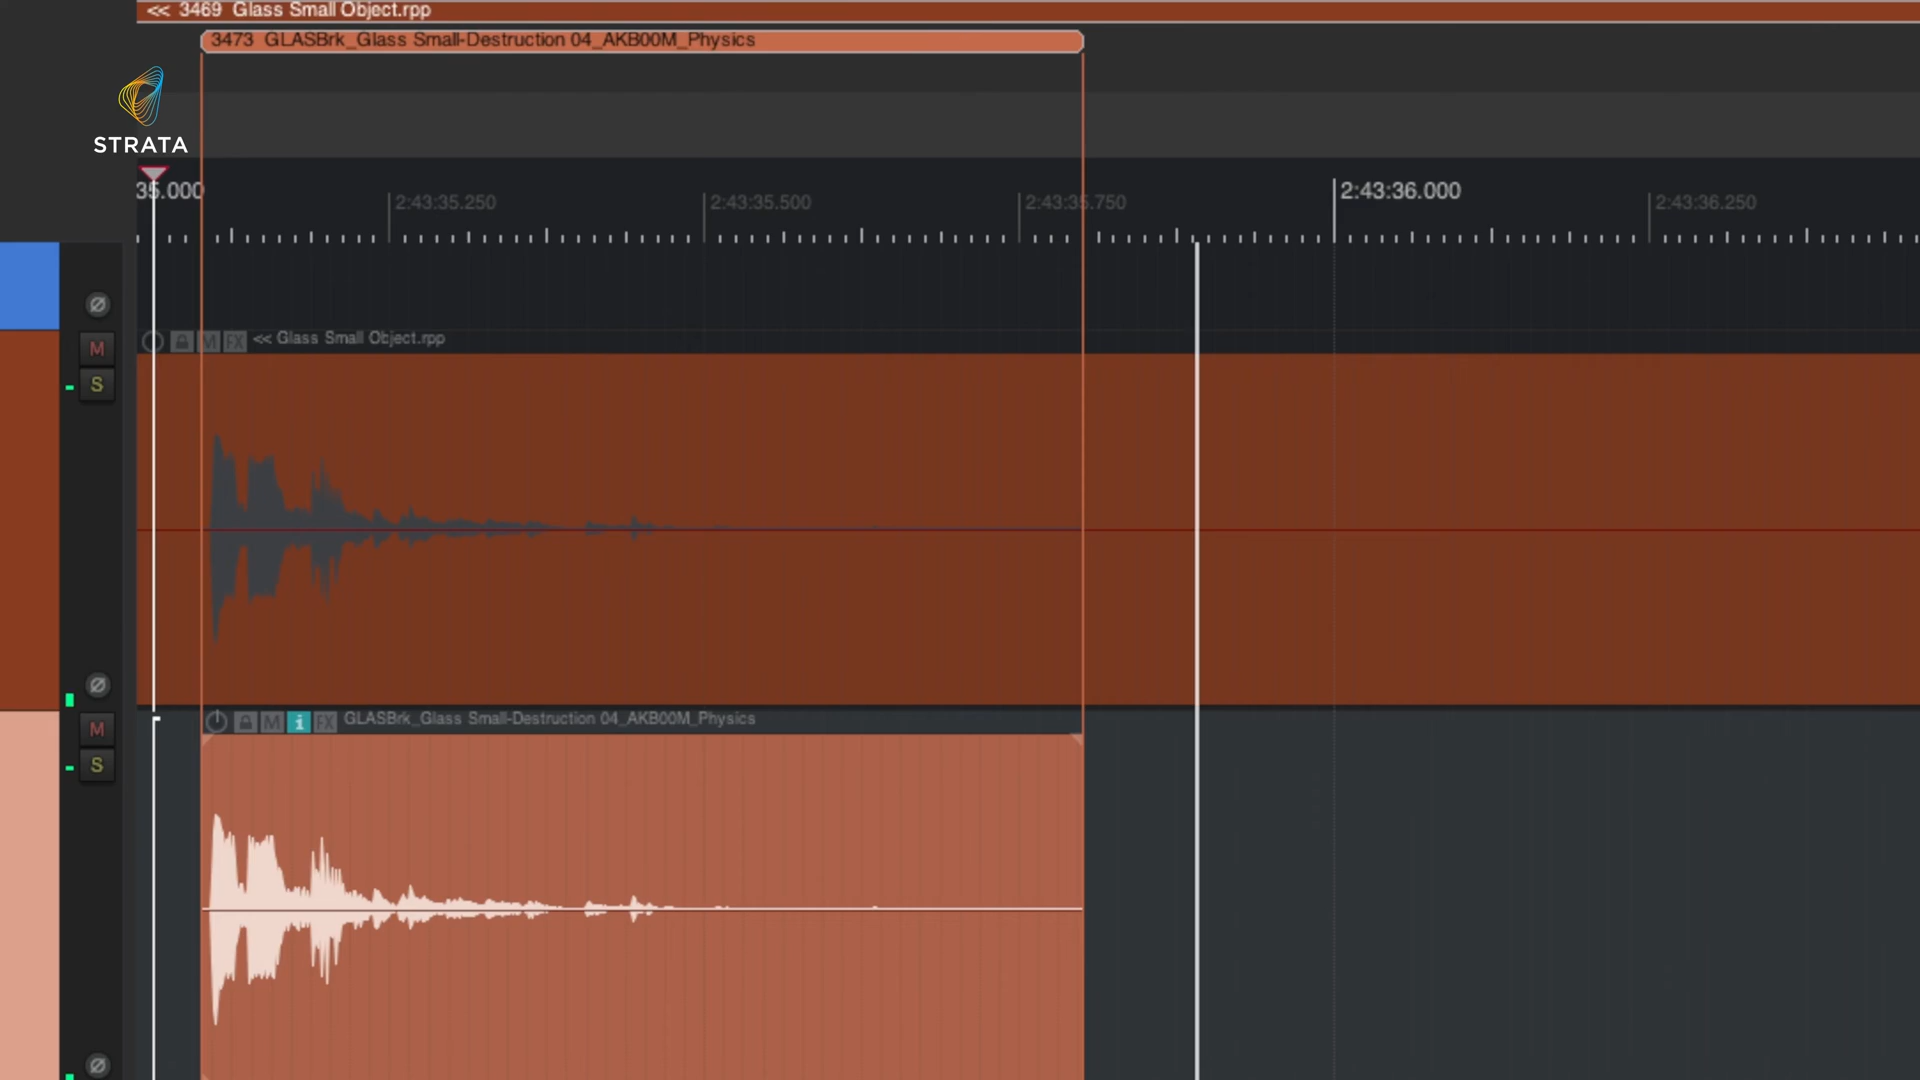 << 3469 Glass Small Object.rpp
3473 GLASBrk_Glass Small-Destruction 04_AKB00M_Physics
STRATA
35.000
2:43:35.250
2:43:35.500
2:43:35.750
2:43:36.000
2:43:36.250
M FX << Glass Small Object.rpp
M
S
M i FX GLASBrk_Glass Small-Destruction 04_AKB00M_Physics
M
S